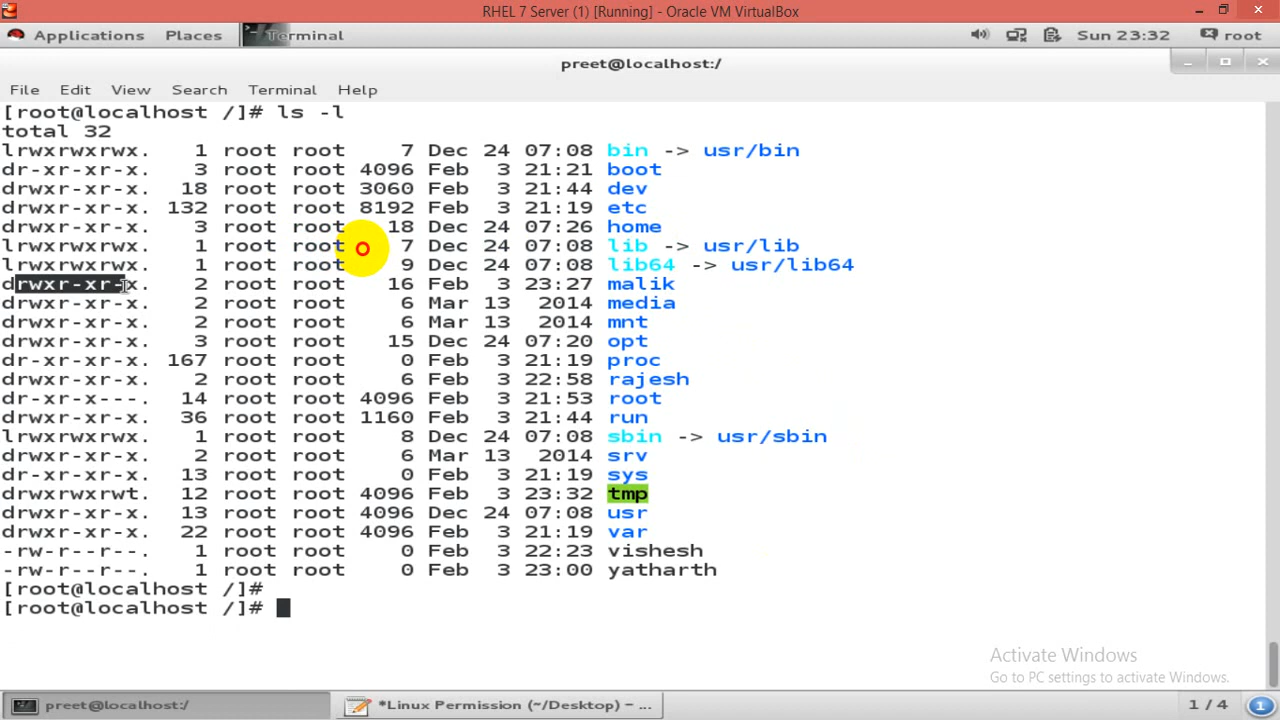 RHEL 7 Server (1) [Running] - Oracle VM VirtualBox
Applications Places Terminal Sun 23:32 root
preet@localhost:/
File Edit View Search Terminal Help
[root@localhost /]# ls -l
total 32
lrwxrwxrwx. 1 root root 7 Dec 24 07:08 bin -> usr/bin
dr-xr-xr-x. 3 root root 4096 Feb 3 21:21 boot
drwxr-xr-x. 18 root root 3060 Feb 3 21:44 dev
drwxr-xr-x. 132 root root 8192 Feb 3 21:19 etc
drwxr-xr-x. 3 root root 18 Dec 24 07:26 home
lrwxrwxrwx. 1 root root 7 Dec 24 07:08 lib -> usr/lib
lrwxrwxrwx. 1 root root 9 Dec 24 07:08 lib64 -> usr/lib64
drwxr-xr-x. 2 root root 16 Feb 3 23:27 malik
drwxr-xr-x. 2 root root 6 Mar 13 2014 media
drwxr-xr-x. 2 root root 6 Mar 13 2014 mnt
drwxr-xr-x. 3 root root 15 Dec 24 07:20 opt
dr-xr-xr-x. 167 root root 0 Feb 3 21:19 proc
drwxr-xr-x. 2 root root 6 Feb 3 22:58 rajesh
dr-xr-x---. 14 root root 4096 Feb 3 21:53 root
drwxr-xr-x. 36 root root 1160 Feb 3 21:44 run
lrwxrwxrwx. 1 root root 8 Dec 24 07:08 sbin -> usr/sbin
drwxr-xr-x. 2 root root 6 Mar 13 2014 srv
dr-xr-xr-x. 13 root root 0 Feb 3 21:19 sys
drwxrwxrwt. 12 root root 4096 Feb 3 23:32 tmp
drwxr-xr-x. 13 root root 4096 Dec 24 07:08 usr
drwxr-xr-x. 22 root root 4096 Feb 3 21:19 var
-rw-r--r--. 1 root root 0 Feb 3 22:23 vishesh
-rw-r--r--. 1 root root 0 Feb 3 23:00 yatharth
[root@localhost /]#
[root@localhost /]#
Activate Windows
Go to PC settings to activate Windows.
preet@localhost:/ *Linux Permission (~/Desktop) – ... 1 / 4 1